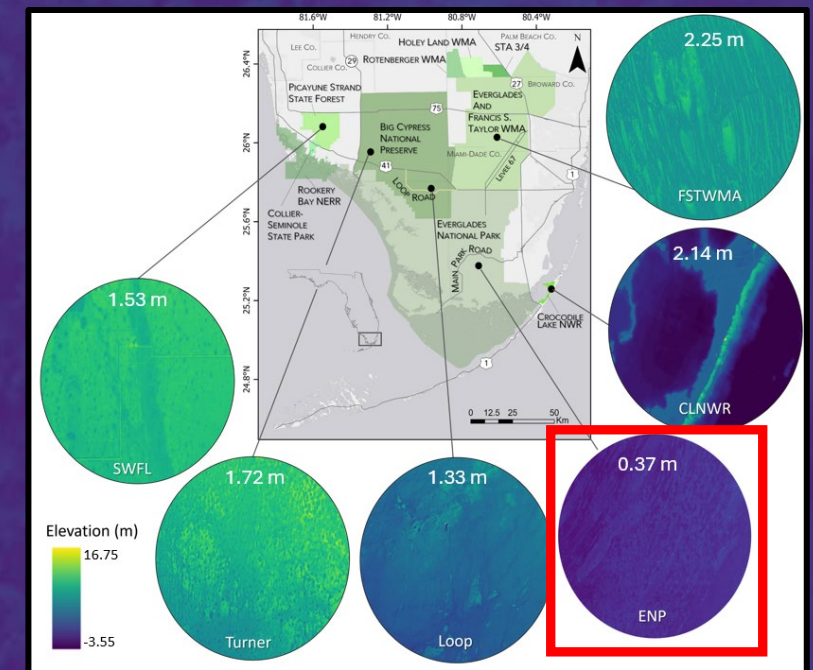 81.6°W 81.2°W 80.8°W 80.4°W
26.4°N
26°N
25.6°N
25.2°N
24.8°N
LEE CO.
HENDRY CO.
COLLIER CO.
29
HOLEY LAND WMA
ROTENBERGER WMA
PALM BEACH CO.
STA 3/4
N
27
BROWARD CO.
PICAYUNE STRAND
STATE FOREST
75
BIG CYPRESS
NATIONAL
PRESERVE
EVERGLADES
AND
FRANCIS S.
TAYLOR WMA
MIAMI-DADE CO.
LEVEE 67
41
1
LOOP
ROAD
ROOKERY
BAY NERR
COLLIER-
SEMINOLE
STATE PARK
EVERGLADES
NATIONAL PARK
MAIN PARK ROAD
CROCODILE
LAKE NWR
1
0 12.5 25 50
Km
2.25 m
FSTWMA
2.14 m
CLNWR
1.53 m
SWFL
1.72 m
Turner
1.33 m
Loop
0.37 m
ENP
Elevation (m)
16.75
-3.55